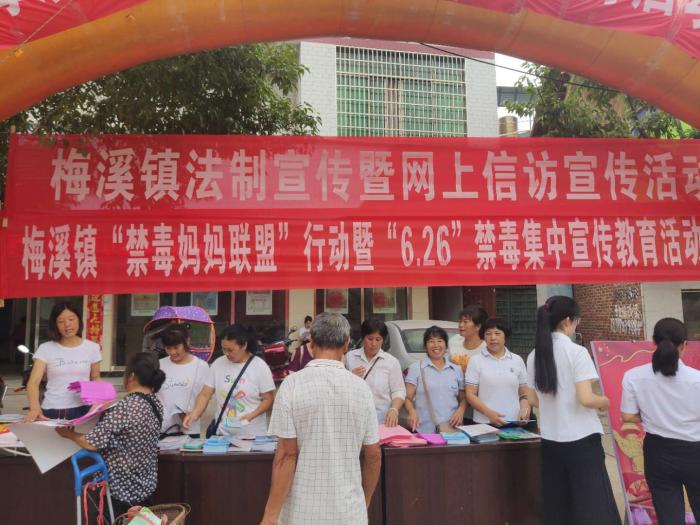 梅溪镇法制宣传暨网上信访宣传活动
梅溪镇“禁毒妈妈联盟”行动暨“6.26”禁毒集中宣传教育活动